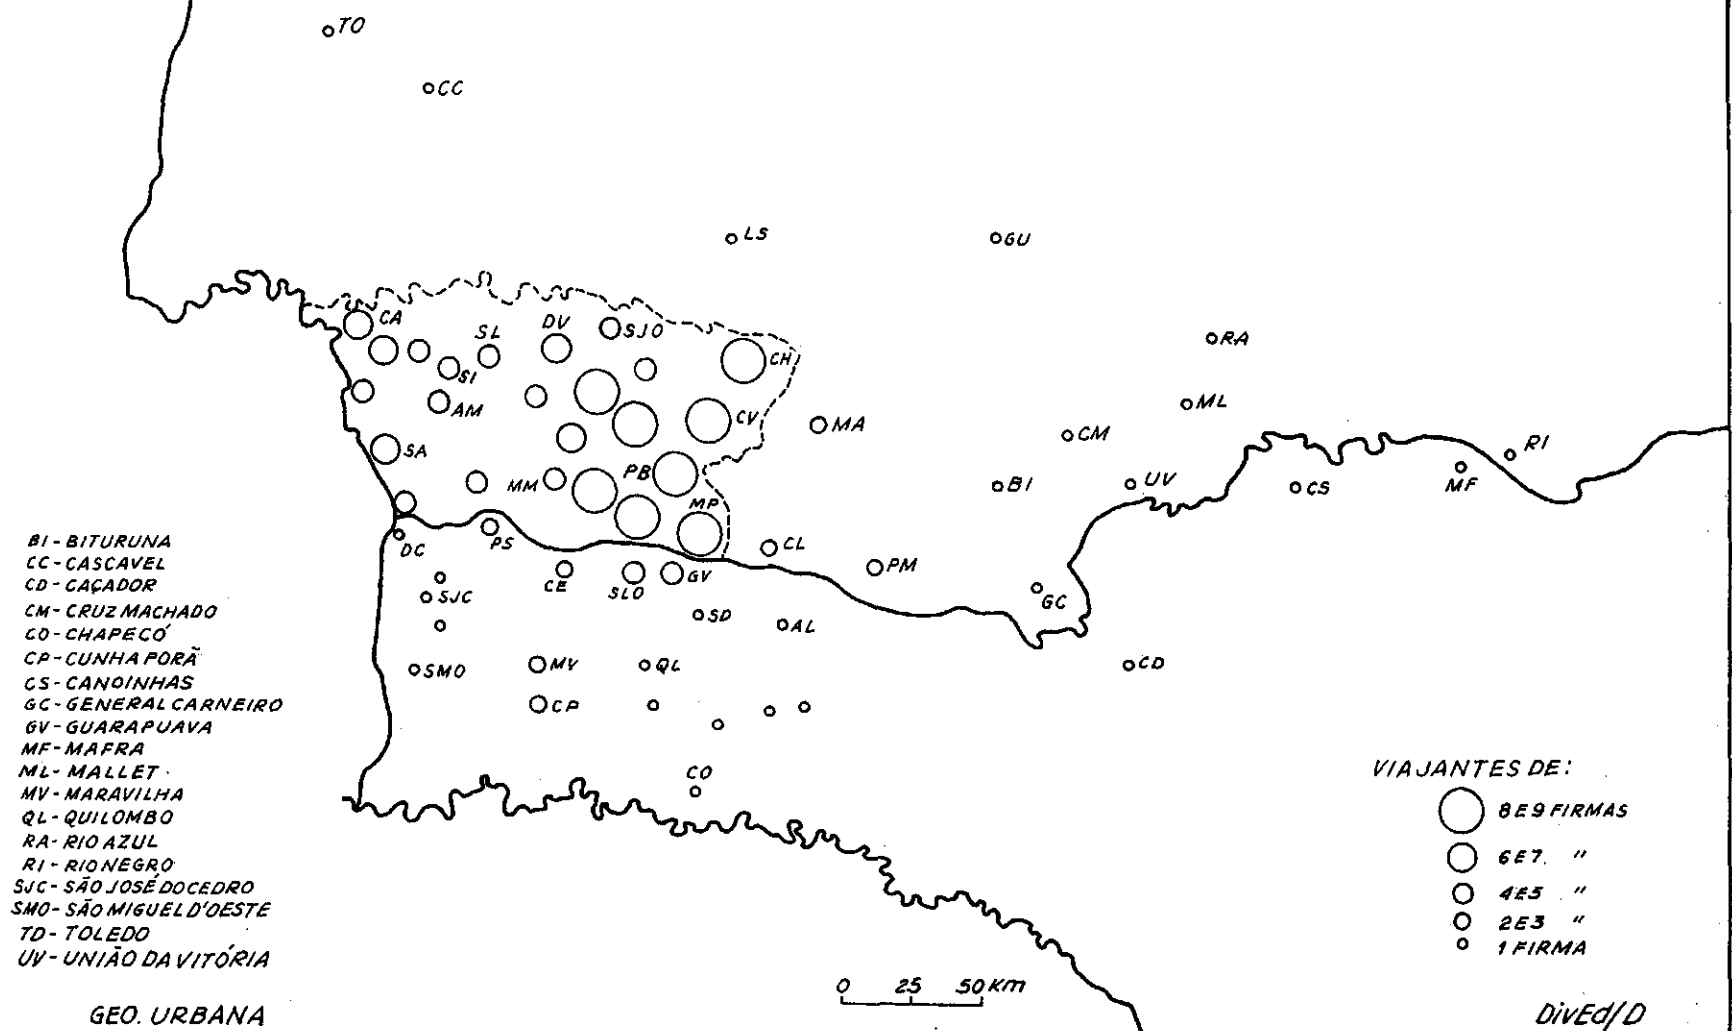 TO
CC
LS
GU
CA
SL
DV
SJO
CH
SI
AM
RA
ML
CV
MA
CM
SA
RI
PB
MM
BI
UV
CS
MF
MP
DC
PS
CL
CE
SLO
GV
PM
GC
SJC
SD
AL
SMO
MV
QL
CD
CP
CO
BI-BITURUNA
CC-CASCAVEL
CD-CAÇADOR
CM-CRUZ MACHADO
CO-CHAPECÓ
CP-CUNHA PORÃ
CS-CANOINHAS
GC-GENERAL CARNEIRO
GV-GUARAPUAVA
MF-MAFRA
ML-MALLET
MV-MARAVILHA
QL-QUILOMBO
RA-RIO AZUL
RI-RIO NEGRO
SJC-SÃO JOSÉ DO CEDRO
SMO-SÃO MIGUEL D'OESTE
TD-TOLEDO
UV-UNIÃO DA VITÓRIA
VIAJANTES DE:
8 E 9 FIRMAS
6 E 7. "
4 E 5 "
2 E 3 "
1 FIRMA
0 25 50 Km
GEO. URBANA
DivEd/D